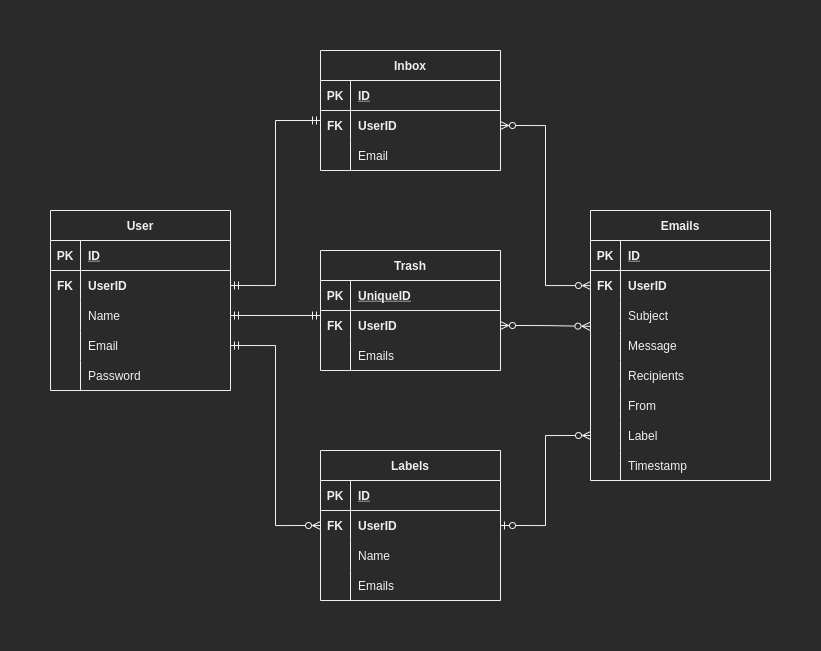 Inbox
PK ID
FK UserID
Email
User
PK ID
FK UserID
Name
Email
Password
Trash
PK UniqueID
FK UserID
Emails
Labels
PK ID
FK UserID
Name
Emails
Emails
PK ID
FK UserID
Subject
Message
Recipients
From
Label
Timestamp